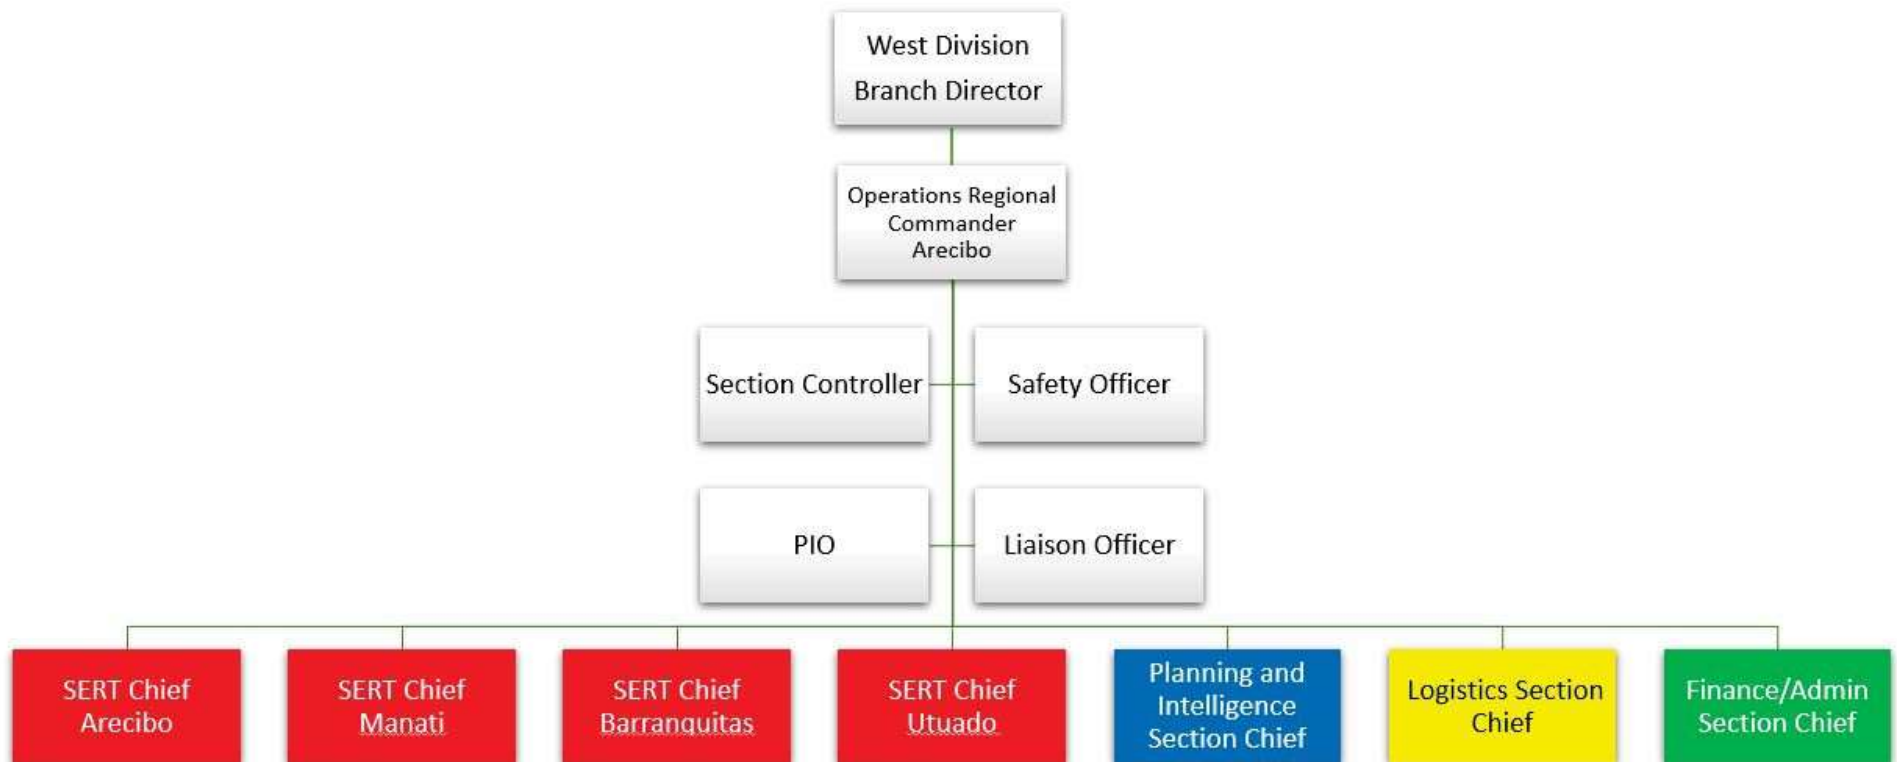 West Division
Branch Director
Operations Regional
Commander
Arecibo
Section Controller
Safety Officer
PIO
Liaison Officer
SERT Chief
Arecibo
SERT Chief
Manati
SERT Chief
Barranquitas
SERT Chief
Utuado
Planning and
Intelligence
Section Chief
Logistics Section
Chief
Finance/Admin
Section Chief